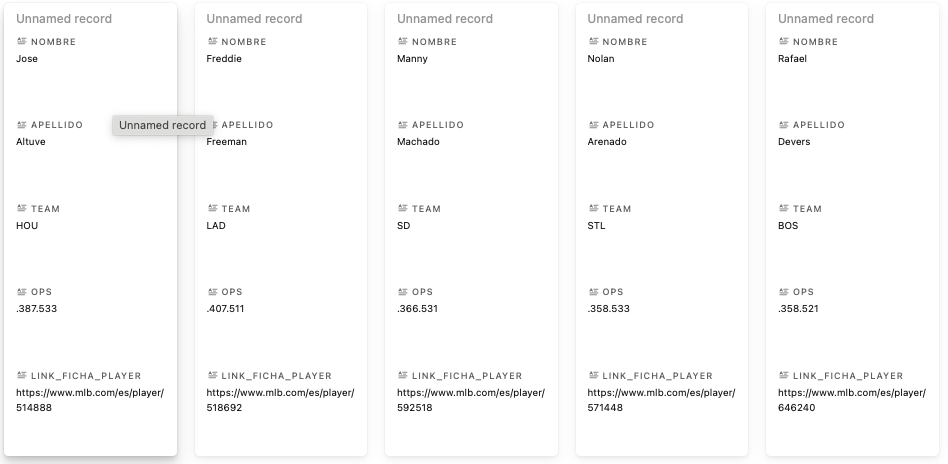 Unnamed record
NOMBRE
Jose
APELLIDO
Altuve
TEAM
HOU
OPS
.387.533
LINK_FICHA_PLAYER
https://www.mlb.com/es/player/
514888
Unnamed record
Unnamed record
NOMBRE
Freddie
APELLIDO
Freeman
TEAM
LAD
OPS
.407.511
LINK_FICHA_PLAYER
https://www.mlb.com/es/player/
518692
Unnamed record
NOMBRE
Manny
APELLIDO
Machado
TEAM
SD
OPS
.366.531
LINK_FICHA_PLAYER
https://www.mlb.com/es/player/
592518
Unnamed record
NOMBRE
Nolan
APELLIDO
Arenado
TEAM
STL
OPS
.358.533
LINK_FICHA_PLAYER
https://www.mlb.com/es/player/
571448
Unnamed record
NOMBRE
Rafael
APELLIDO
Devers
TEAM
BOS
OPS
.358.521
LINK_FICHA_PLAYER
https://www.mlb.com/es/player/
646240